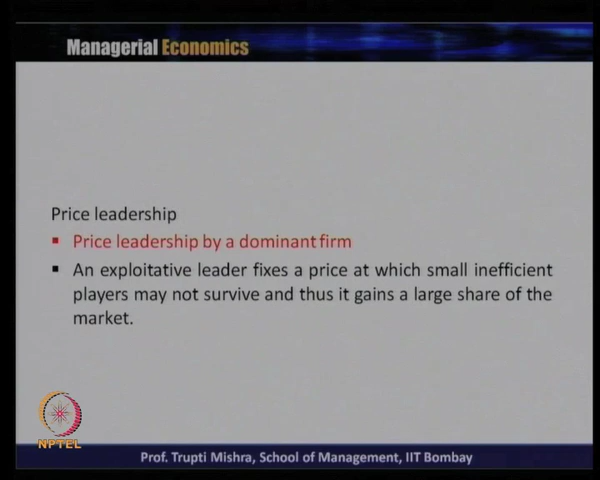 Managerial Economics
Price leadership
▪ Price leadership by a dominant firm
▪ An exploitative leader fixes a price at which small inefficient
players may not survive and thus it gains a large share of the
market.
NPTEL
Prof. Trupti Mishra, School of Management, IIT Bombay